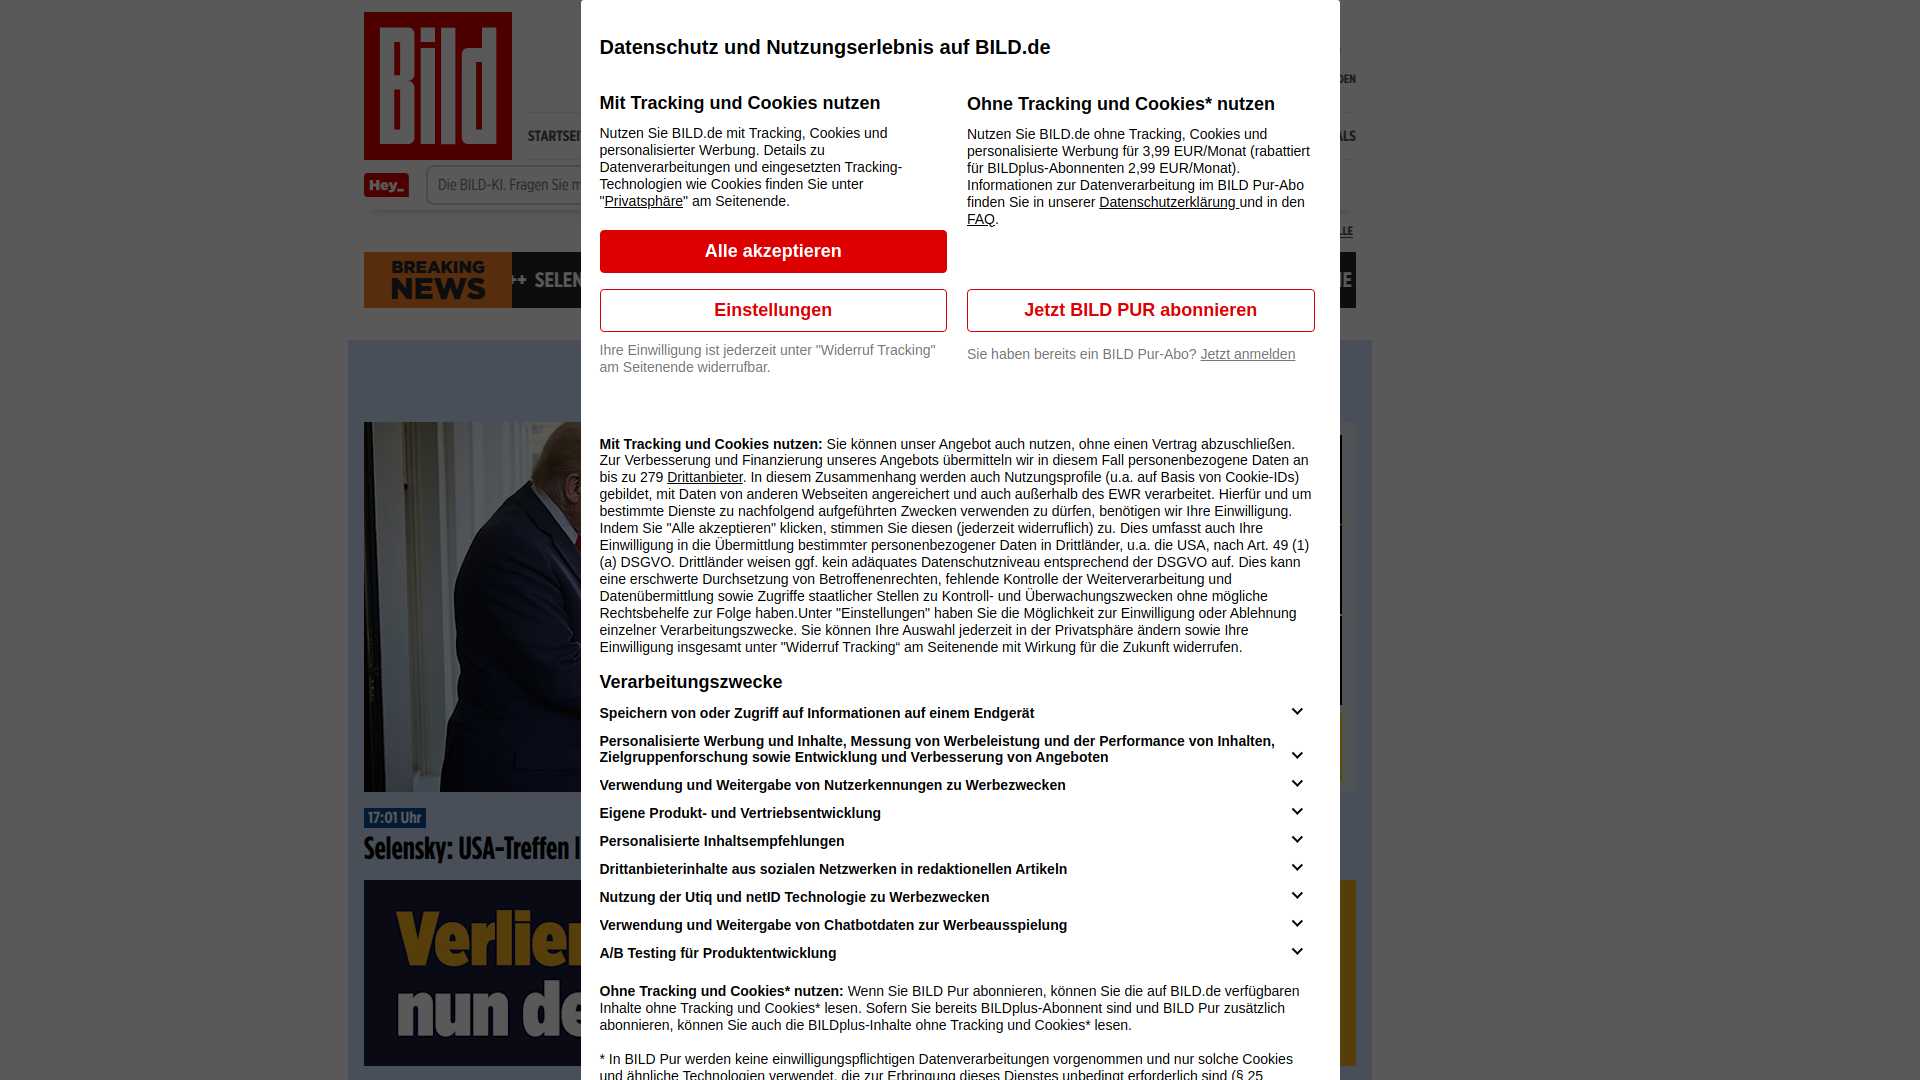 Bild
DEN
STARTSEI
ALS
Hey_
Die BILD-KI. Fragen Sie m
LLE
BREAKING
NEWS
++ SELEN
IE
17:01 Uhr
Selensky: USA-Treffen
Verlie
nun de
Datenschutz und Nutzungserlebnis auf BILD.de
Mit Tracking und Cookies nutzen
Nutzen Sie BILD.de mit Tracking, Cookies und
personalisierter Werbung. Details zu
Datenverarbeitungen und eingesetzten Tracking-
Technologien wie Cookies finden Sie unter
"Privatsphäre" am Seitenende.
Alle akzeptieren
Einstellungen
Ihre Einwilligung ist jederzeit unter "Widerruf Tracking"
am Seitenende widerrufbar.
Ohne Tracking und Cookies* nutzen
Nutzen Sie BILD.de ohne Tracking, Cookies und
personalisierte Werbung für 3,99 EUR/Monat (rabattiert
für BILDplus-Abonnenten 2,99 EUR/Monat).
Informationen zur Datenverarbeitung im BILD Pur-Abo
finden Sie in unserer Datenschutzerklärung und in den
FAQ.
Jetzt BILD PUR abonnieren
Sie haben bereits ein BILD Pur-Abo? Jetzt anmelden
Mit Tracking und Cookies nutzen: Sie können unser Angebot auch nutzen, ohne einen Vertrag abzuschließen.
Zur Verbesserung und Finanzierung unseres Angebots übermitteln wir in diesem Fall personenbezogene Daten an
bis zu 279 Drittanbieter. In diesem Zusammenhang werden auch Nutzungsprofile (u.a. auf Basis von Cookie-IDs)
gebildet, mit Daten von anderen Webseiten angereichert und auch außerhalb des EWR verarbeitet. Hierfür und um
bestimmte Dienste zu nachfolgend aufgeführten Zwecken verwenden zu dürfen, benötigen wir Ihre Einwilligung.
Indem Sie "Alle akzeptieren" klicken, stimmen Sie diesen (jederzeit widerruflich) zu. Dies umfasst auch Ihre
Einwilligung in die Übermittlung bestimmter personenbezogener Daten in Drittländer, u.a. die USA, nach Art. 49 (1)
(a) DSGVO. Drittländer weisen ggf. kein adäquates Datenschutzniveau entsprechend der DSGVO auf. Dies kann
eine erschwerte Durchsetzung von Betroffenenrechten, fehlende Kontrolle der Weiterverarbeitung und
Datenübermittlung sowie Zugriffe staatlicher Stellen zu Kontroll- und Überwachungszwecken ohne mögliche
Rechtsbehelfe zur Folge haben.Unter "Einstellungen" haben Sie die Möglichkeit zur Einwilligung oder Ablehnung
einzelner Verarbeitungszwecke. Sie können Ihre Auswahl jederzeit in der Privatsphäre ändern sowie Ihre
Einwilligung insgesamt unter "Widerruf Tracking“ am Seitenende mit Wirkung für die Zukunft widerrufen.
Verarbeitungszwecke
Speichern von oder Zugriff auf Informationen auf einem Endgerät
Personalisierte Werbung und Inhalte, Messung von Werbeleistung und der Performance von Inhalten,
Zielgruppenforschung sowie Entwicklung und Verbesserung von Angeboten
Verwendung und Weitergabe von Nutzerkennungen zu Werbezwecken
Eigene Produkt- und Vertriebsentwicklung
Personalisierte Inhaltsempfehlungen
Drittanbieterinhalte aus sozialen Netzwerken in redaktionellen Artikeln
Nutzung der Utiq und netID Technologie zu Werbezwecken
Verwendung und Weitergabe von Chatbotdaten zur Werbeausspielung
A/B Testing für Produktentwicklung
Ohne Tracking und Cookies* nutzen: Wenn Sie BILD Pur abonnieren, können Sie die auf BILD.de verfügbaren
Inhalte ohne Tracking und Cookies* lesen. Sofern Sie bereits BILDplus-Abonnent sind und BILD Pur zusätzlich
abonnieren, können Sie auch die BILDplus-Inhalte ohne Tracking und Cookies* lesen.
* In BILD Pur werden keine einwilligungspflichtigen Datenverarbeitungen vorgenommen und nur solche Cookies
und ähnliche Technologien verwendet, die zur Erbringung dieses Dienstes unbedingt erforderlich sind (§ 25